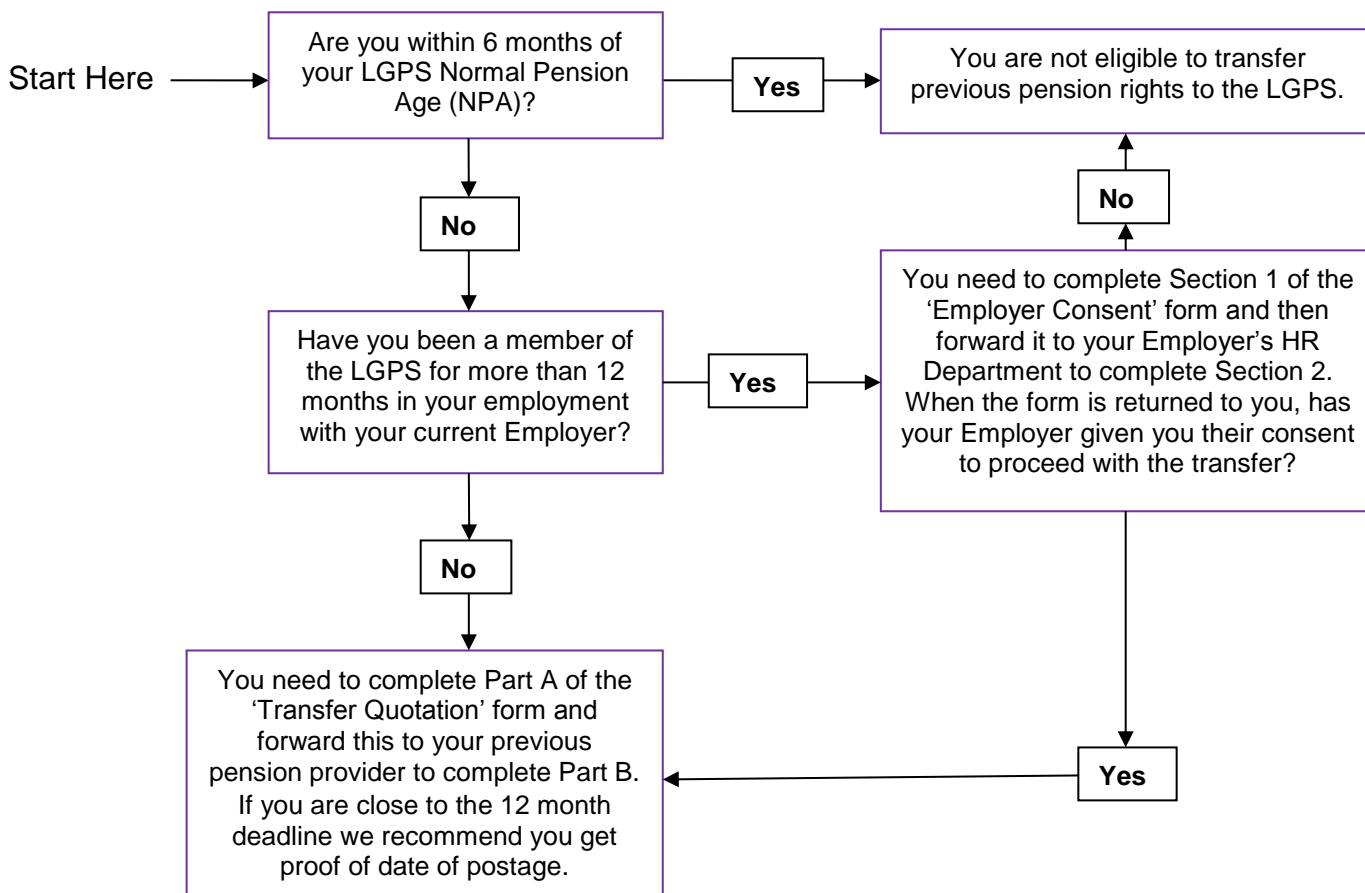 Start Here
Are you within 6 months of
your LGPS Normal Pension
Age (NPA)?
Yes
You are not eligible to transfer
previous pension rights to the LGPS.
No
No
Have you been a member of
the LGPS for more than 12
months in your employment
with your current Employer?
Yes
You need to complete Section 1 of the
‘Employer Consent’ form and then
forward it to your Employer’s HR
Department to complete Section 2.
When the form is returned to you, has
your Employer given you their consent
to proceed with the transfer?
No
You need to complete Part A of the
‘Transfer Quotation’ form and
forward this to your previous
pension provider to complete Part B.
If you are close to the 12 month
deadline we recommend you get
proof of date of postage.
Yes